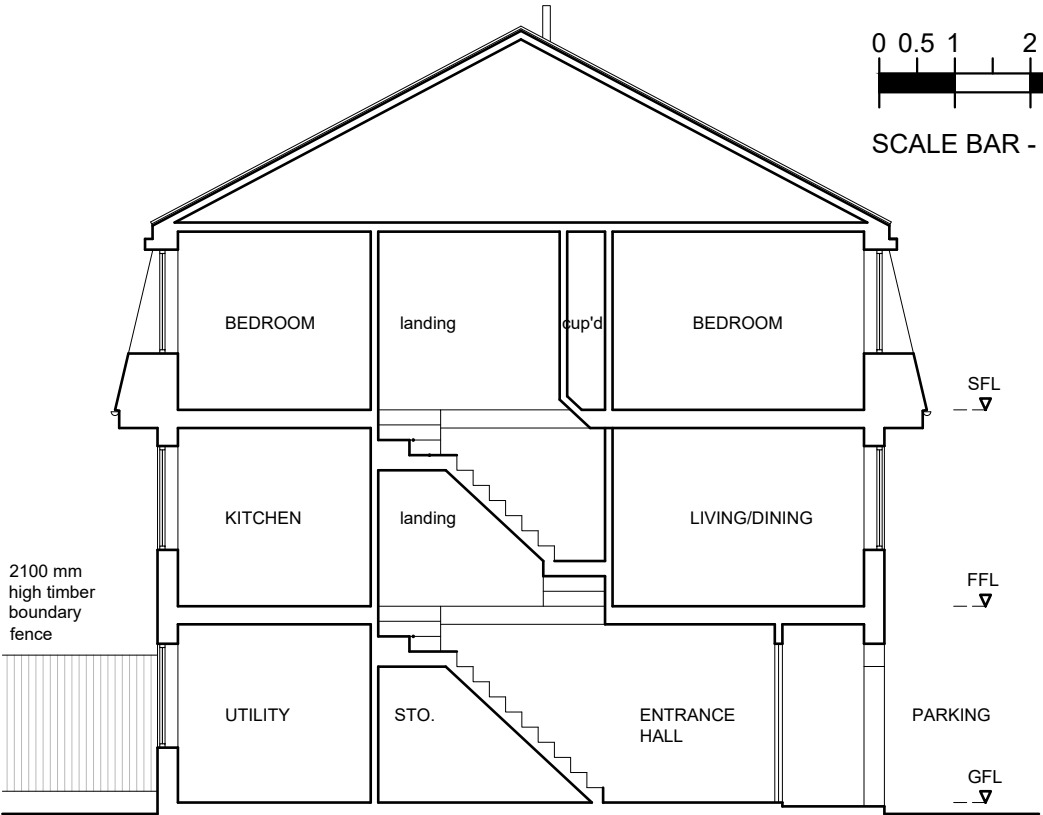 0 0.5 1 2
SCALE BAR -
BEDROOM
landing
cup'd
BEDROOM
SFL
KITCHEN
landing
LIVING/DINING
2100 mm
high timber
boundary
fence
FFL
UTILITY
STO.
ENTRANCE
HALL
PARKING
GFL